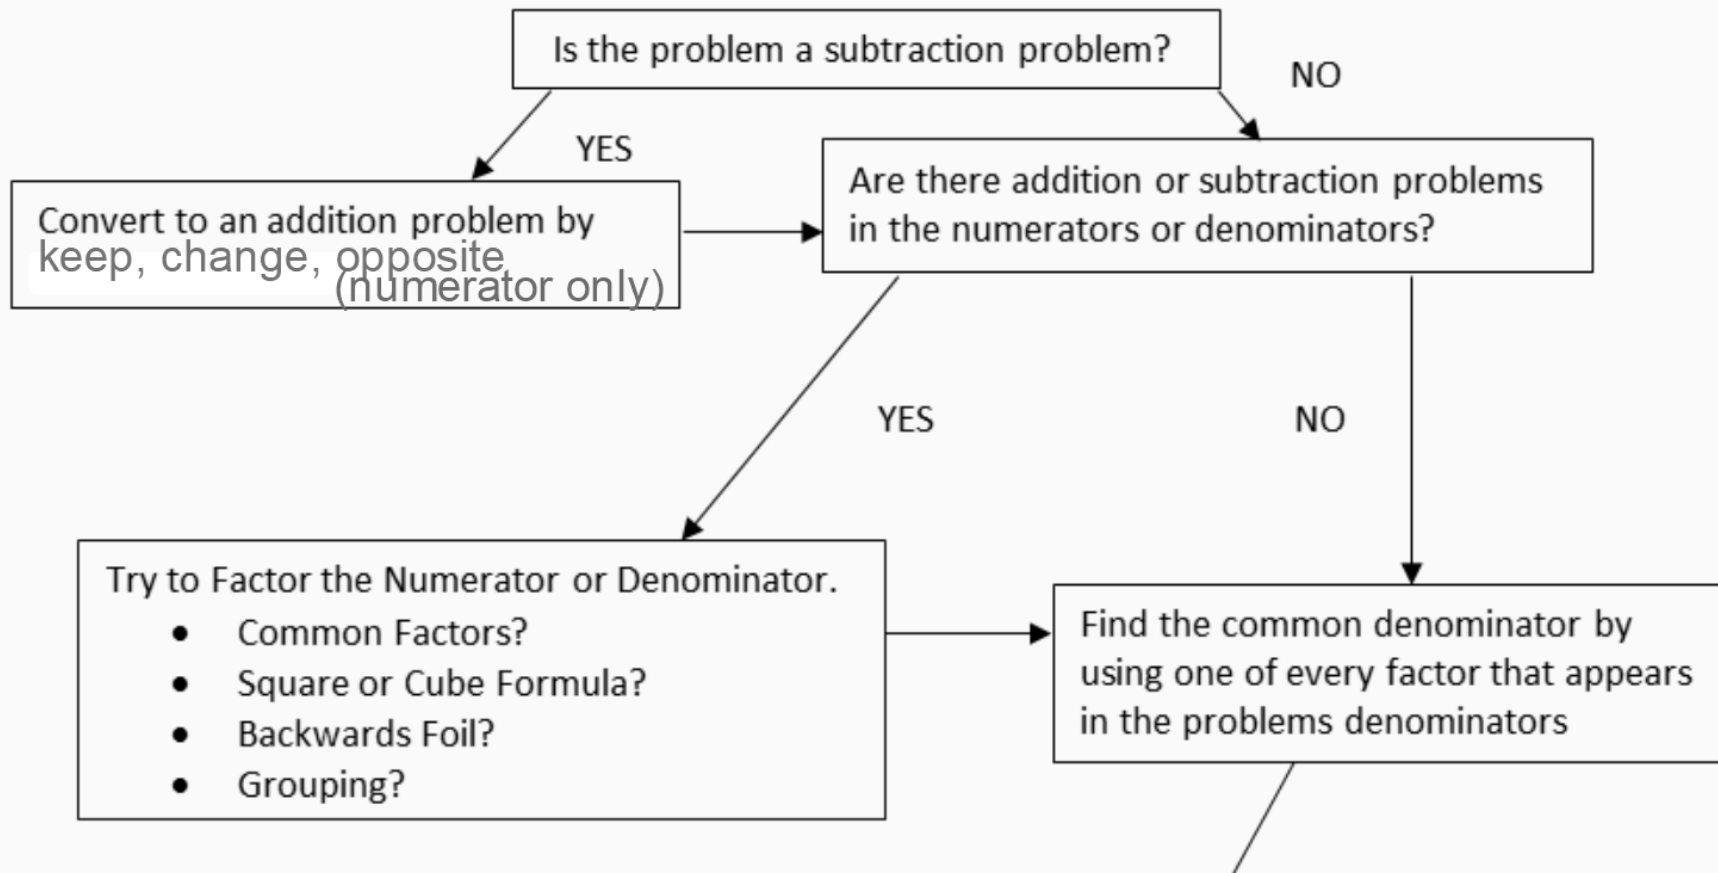 Is the problem a subtraction problem?
NO
YES
Convert to an addition problem by
keep, change, opposite
(numerator only)
Are there addition or subtraction problems
in the numerators or denominators?
YES
NO
Try to Factor the Numerator or Denominator.
• Common Factors?
• Square or Cube Formula?
• Backwards Foil?
• Grouping?
Find the common denominator by
using one of every factor that appears
in the problems denominators